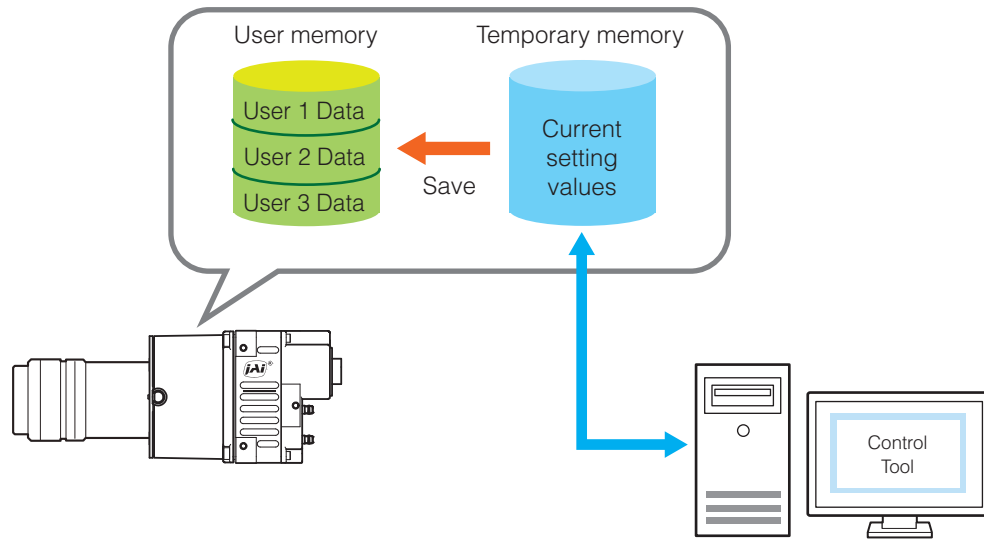 User memory
Temporary memory
User 1 Data
User 2 Data
User 3 Data
Save
Current
setting
values
JAi®
Control
Tool